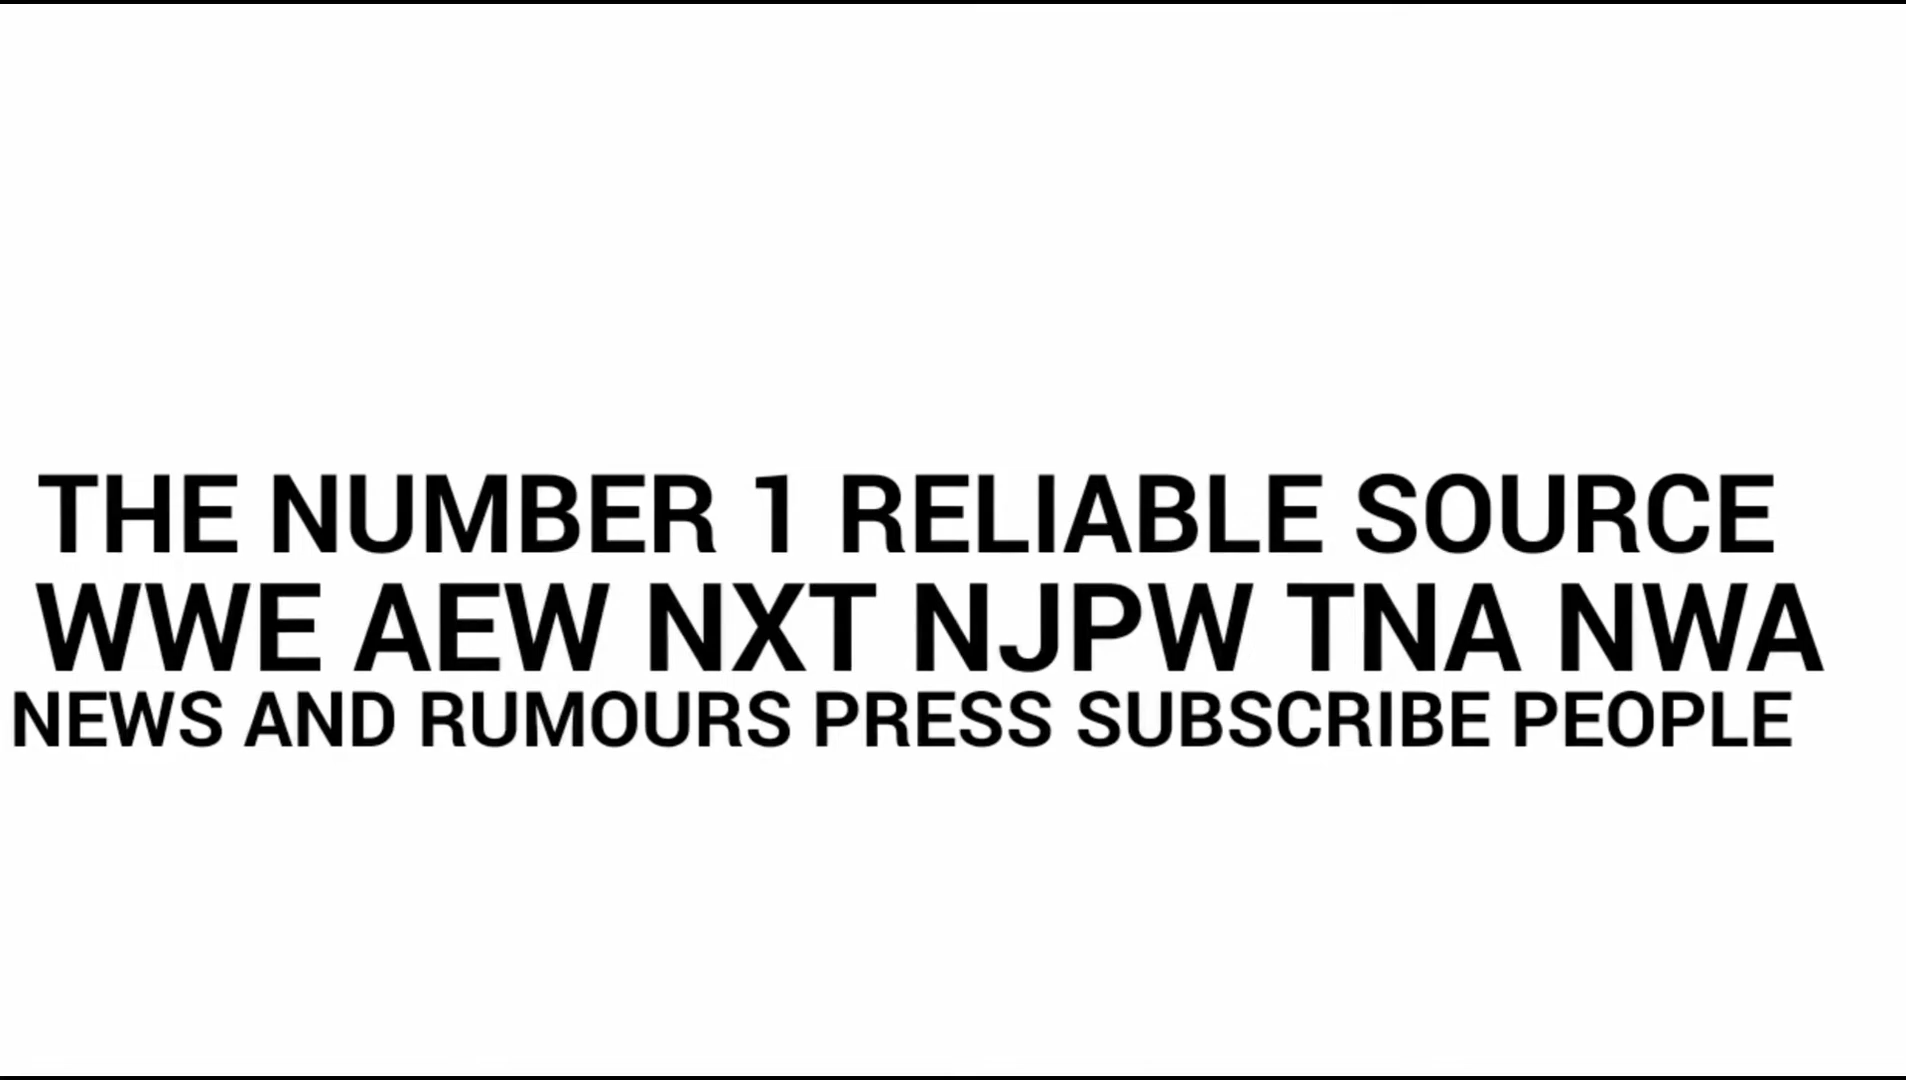 THE NUMBER 1 RELIABLE SOURCE
WWE AEW NXT NJPW TNA NWA
NEWS AND RUMOURS PRESS SUBSCRIBE PEOPLE